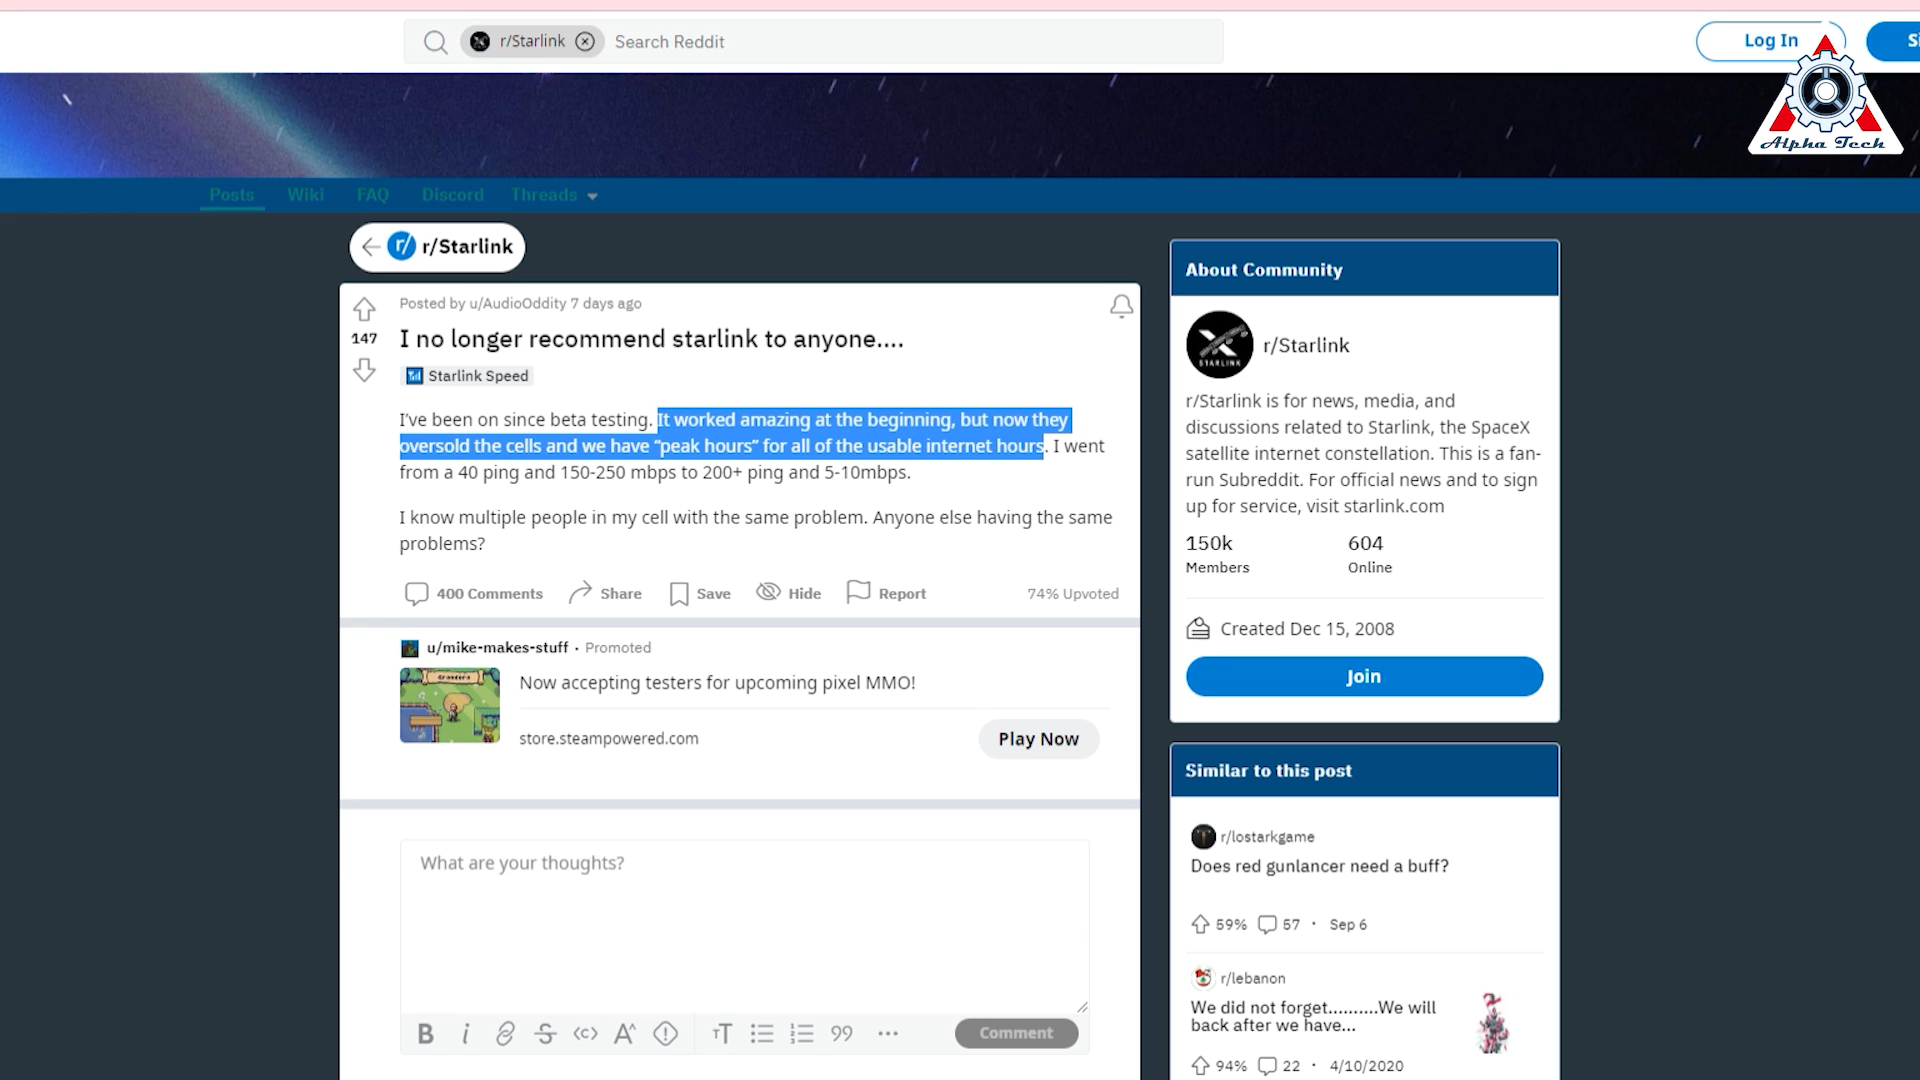 r/Starlink
Search Reddit
Log In
Alpha Tech
Posts
Wiki
FAQ
Discord
Threads
r/Starlink
Posted by u/AudioOddity 7 days ago
147
I no longer recommend starlink to anyone....
Starlink Speed
I've been on since beta testing. It worked amazing at the beginning, but now they
oversold the cells and we have “peak hours” for all of the usable internet hours. I went
from a 40 ping and 150-250 mbps to 200+ ping and 5-10mbps.
I know multiple people in my cell with the same problem. Anyone else having the same
problems?
400 Comments
Share
Save
Hide
Report
74% Upvoted
u/mike-makes-stuff · Promoted
Now accepting testers for upcoming pixel MMO!
store.steampowered.com
Play Now
What are your thoughts?
Comment
About Community
STARLINK
r/Starlink
r/Starlink is for news, media, and
discussions related to Starlink, the SpaceX
satellite internet constellation. This is a fan-
run Subreddit. For official news and to sign
up for service, visit starlink.com
150k
604
Members
Online
Created Dec 15, 2008
Join
Similar to this post
r/lostarkgame
Does red gunlancer need a buff?
59% 57 · Sep 6
r/lebanon
We did not forget..........We will
back after we have...
94% 22 · 4/10/2020